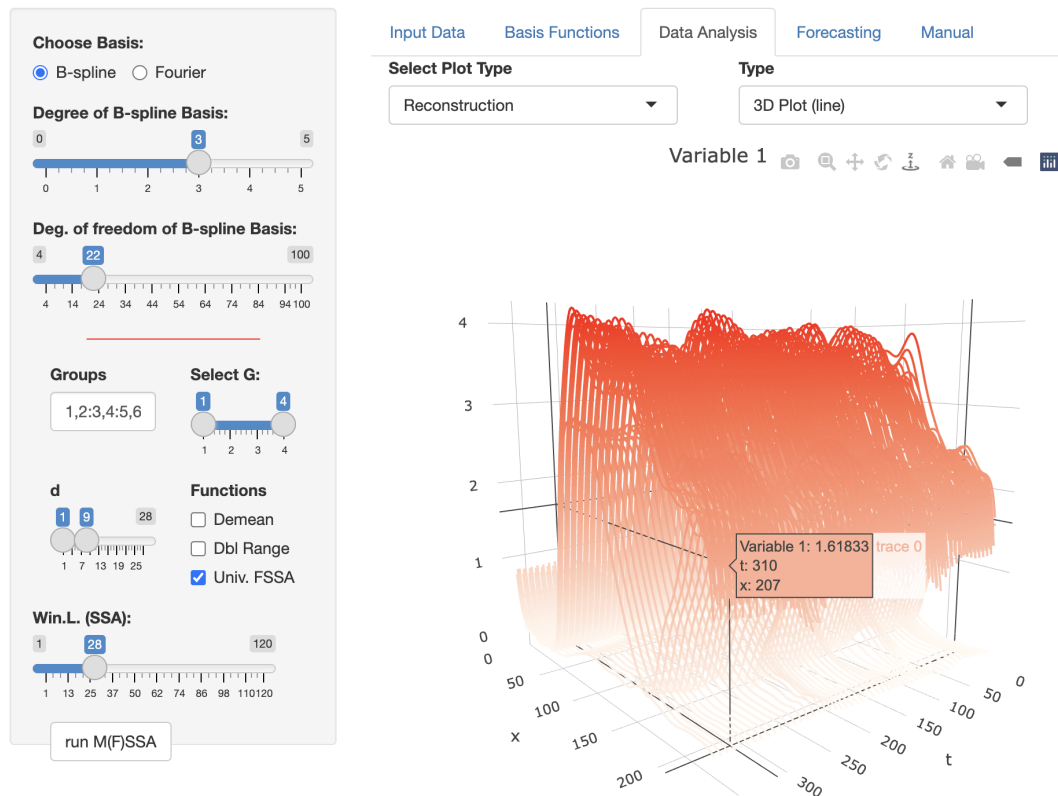 Choose Basis:
B-spline Fourier
Degree of B-spline Basis:
0 3 5
0 1 2 3 4 5
Deg. of freedom of B-spline Basis:
4 22 100
4 14 24 34 44 54 64 74 84 94 100
Groups
1,2:3,4:5,6
Select G:
1 4
1 2 3 4
d
1 9 28
1 7 13 19 25
Functions
Demean
Dbl Range
Univ. FSSA
Win.L. (SSA):
1 28 120
1 13 25 37 50 62 74 86 98 110 120
run M(F)SSA
Input Data Basis Functions Data Analysis Forecasting Manual
Select Plot Type
Reconstruction
Type
3D Plot (line)
Variable 1
z
4
3
2
1
0
0
50
100
150
200
x
0
50
100
150
200
250
300
t
Variable 1: 1.61833 trace 0
t: 310
x: 207